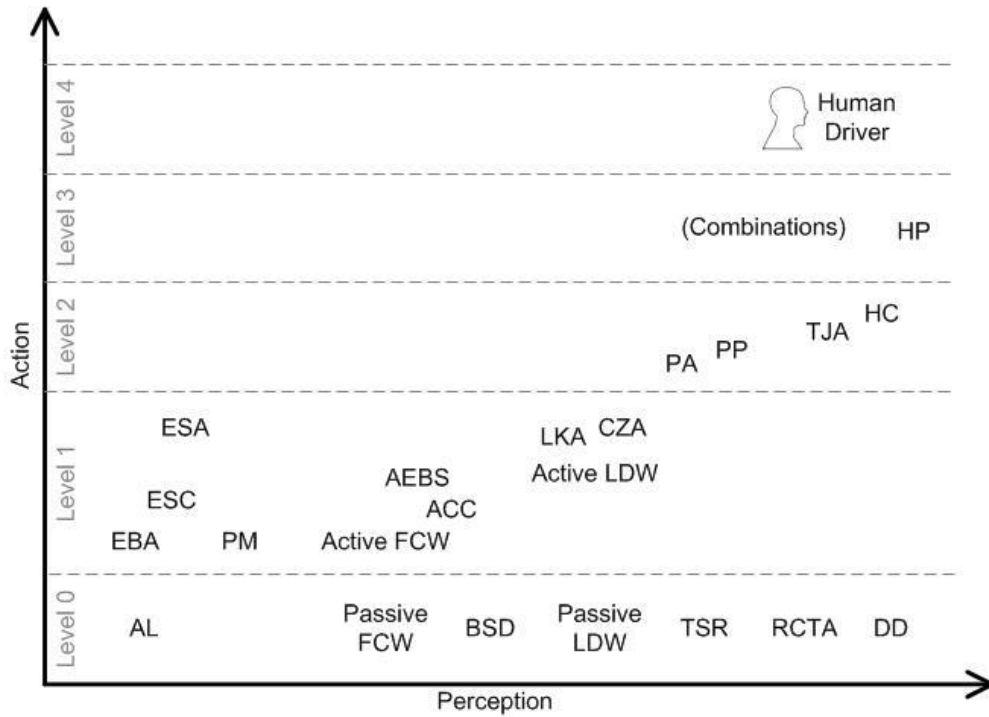 Level 4
Human
Driver
Level 3
(Combinations)
HP
Level 2
HC
TJA
PP
PA
Action
Level 1
ESA
CZA
LKA
AEBS
Active LDW
ESC
ACC
EBA
PM
Active FCW
Level 0
AL
Passive
FCW
BSD
Passive
LDW
TSR
RCTA
DD
Perception